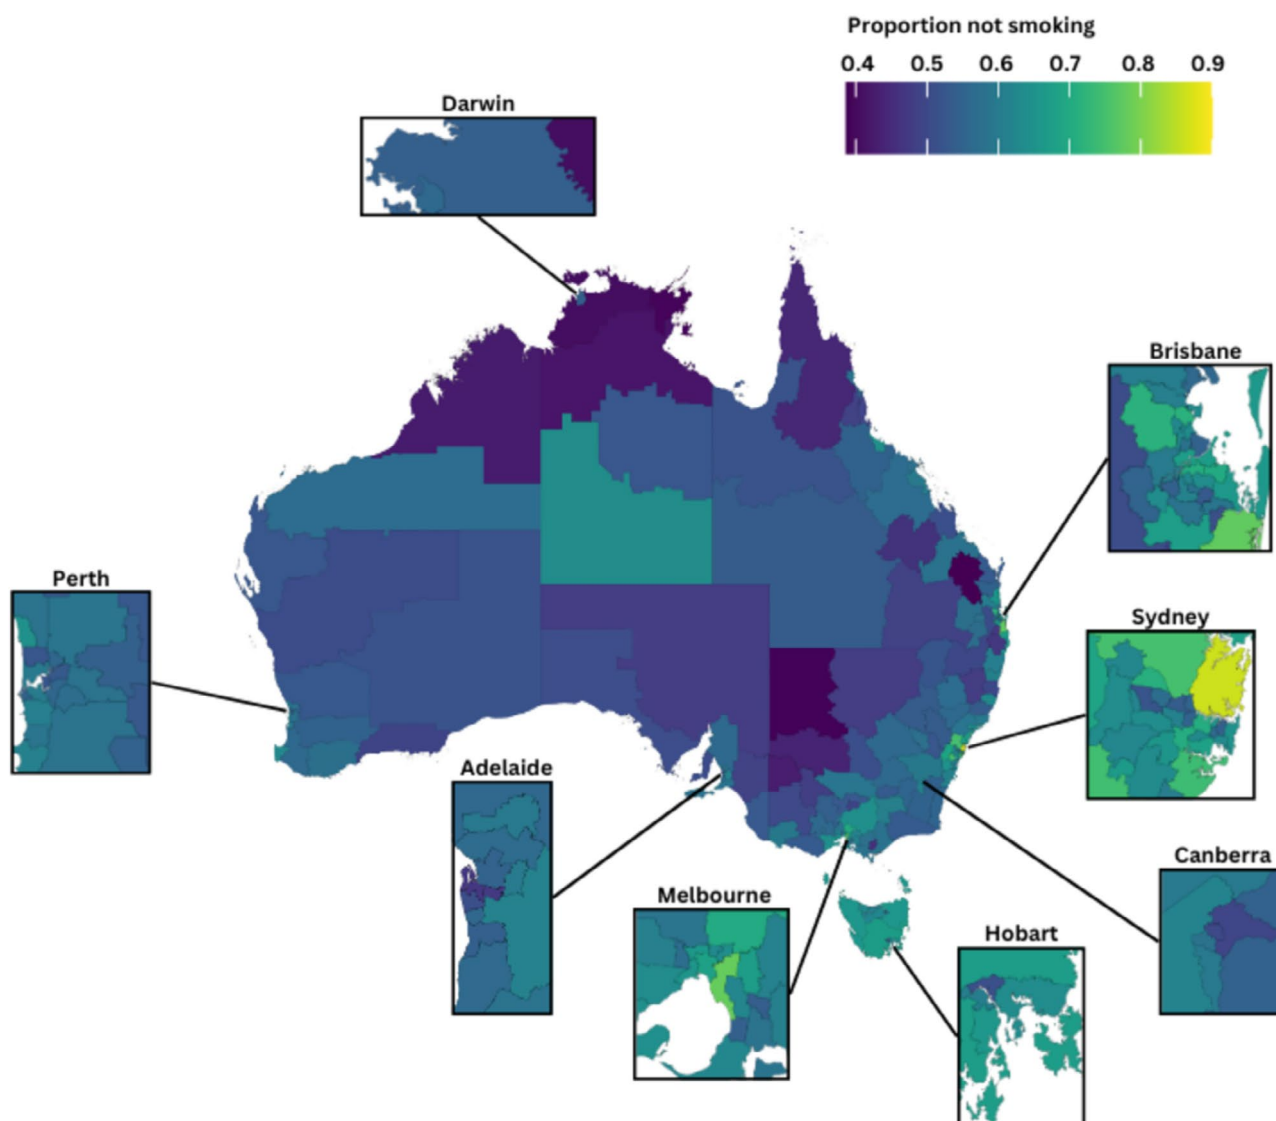 Proportion not smoking
0.4 0.5 0.6 0.7 0.8 0.9
Darwin
Brisbane
Perth
Sydney
Adelaide
Canberra
Melbourne
Hobart